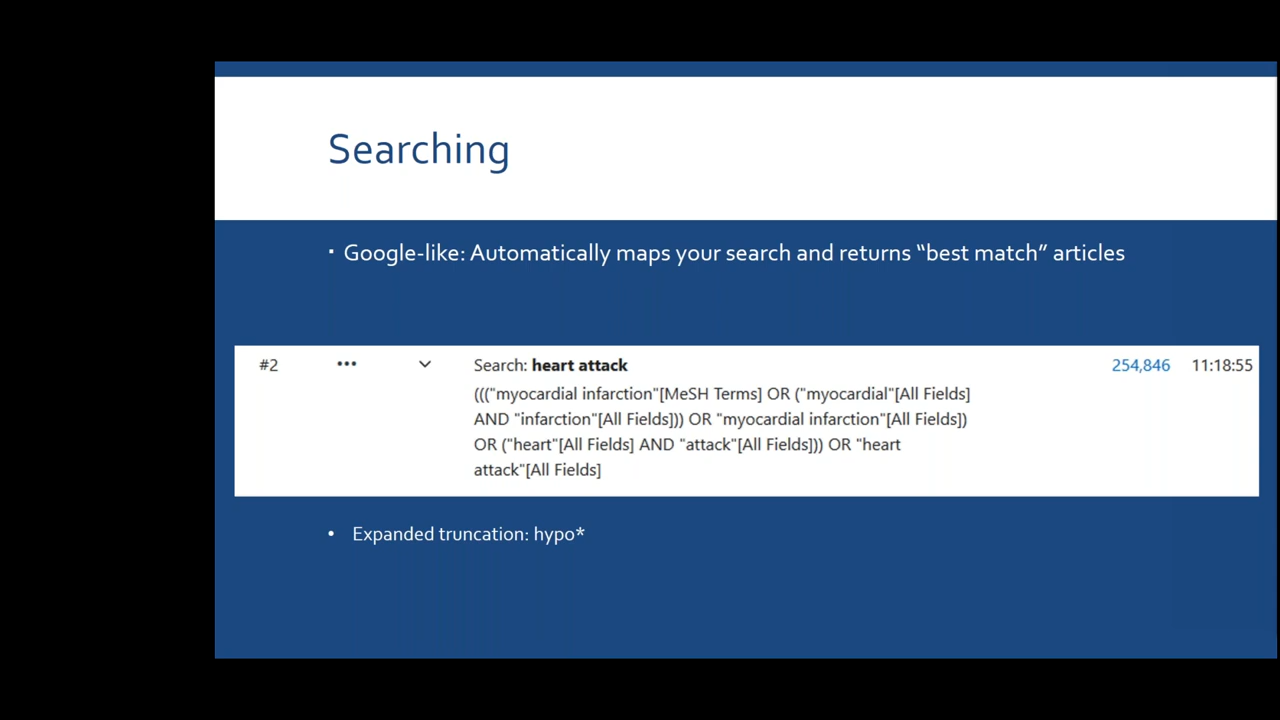 Searching
▪ Google-like: Automatically maps your search and returns “best match” articles
#2 ••• Search: heart attack 254,846 11:18:55
((("myocardial infarction"[MeSH Terms] OR ("myocardial"[All Fields]
AND "infarction"[All Fields])) OR "myocardial infarction"[All Fields])
OR ("heart"[All Fields] AND "attack"[All Fields])) OR "heart
attack"[All Fields]
• Expanded truncation: hypo*